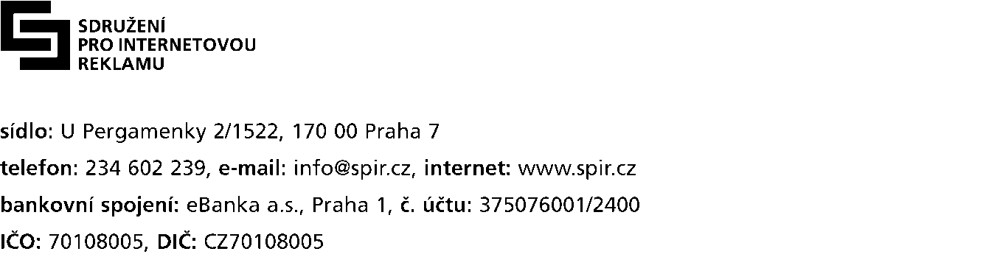 SDRUŽENÍ
PRO INTERNETOVOU
REKLAMU
sídlo: U Pergamenky 2/1522, 170 00 Praha 7
telefon: 234 602 239, e-mail: info@spir.cz, internet: www.spir.cz
bankovní spojení: eBanka a.s., Praha 1, č. účtu: 375076001/2400
IČO: 70108005, DIČ: CZ70108005